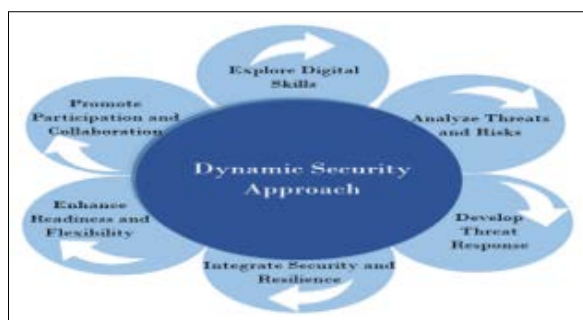 Explore Digital
Skills
Analyze Threats
and Risks
Develop
Threat
Response
Integrate Security and
Resilience
Enhance
Readiness and
Flexibility
Promote
Participation and
Collaboration
Dynamic Security
Approach